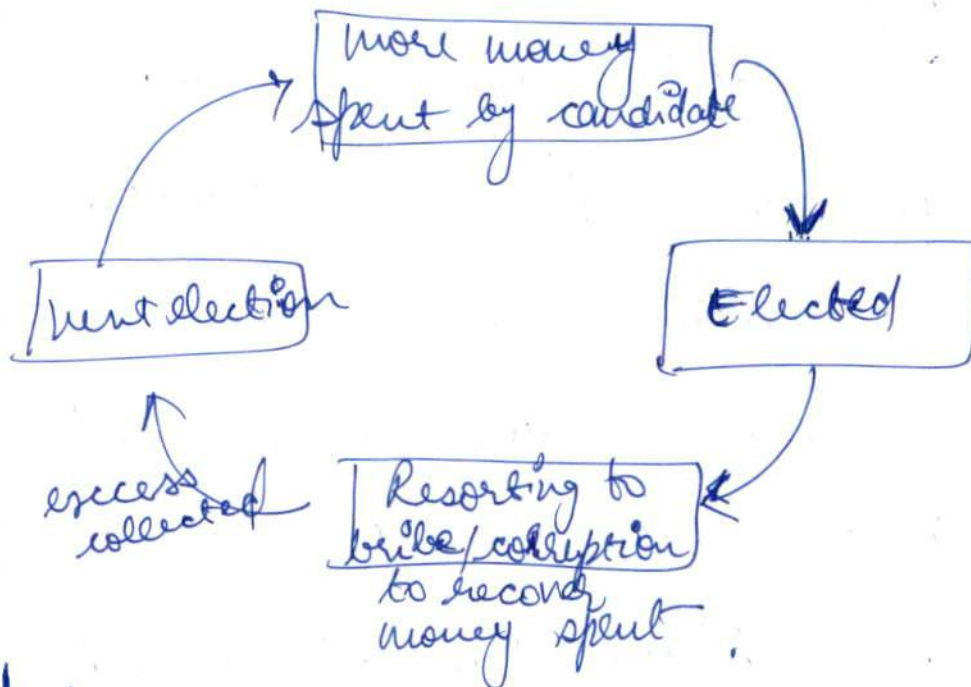 more money
spent by candidate
Elected
Resorting to
bribe/corruption
to recover
money spent
excess
collected
next election